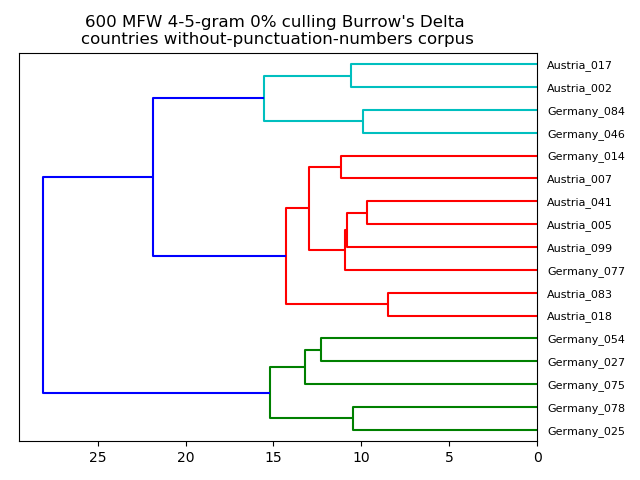 600 MFW 4-5-gram 0% culling Burrow's Delta
countries without-punctuation-numbers corpus
Austria_017
Austria_002
Germany_084
Germany_046
Germany_014
Austria_007
Austria_041
Austria_005
Austria_099
Germany_077
Austria_083
Austria_018
Germany_054
Germany_027
Germany_075
Germany_078
Germany_025
25 20 15 10 5 0